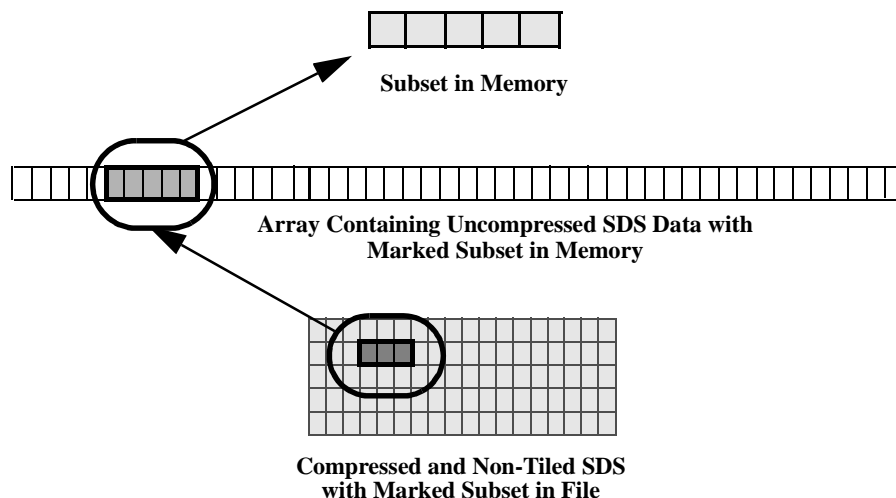 Subset in Memory
Array Containing Uncompressed SDS Data with
Marked Subset in Memory
Compressed and Non-Tiled SDS
with Marked Subset in File